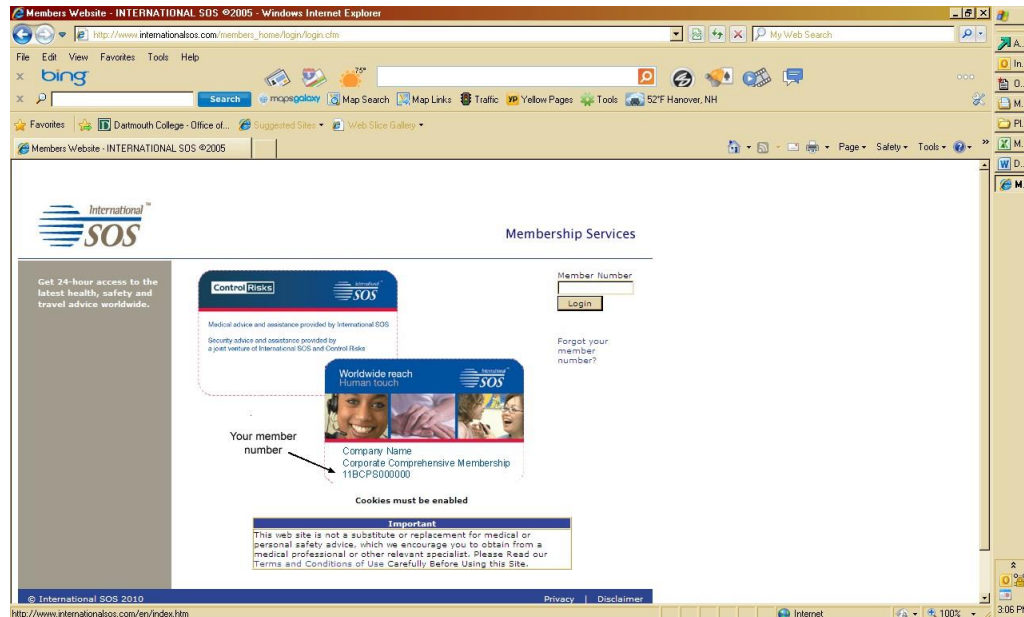 Members Website - INTERNATIONAL SOS ©2005 - Windows Internet Explorer
http://www.internationalsos.com/members_home/login/login.cfm
My Web Search
File Edit View Favorites Tools Help
x bing 75°
x Search mapsgalaxy Map Search Map Links Traffic YP Yellow Pages Tools 52°F Hanover, NH
Favorites Dartmouth College - Office of... Suggested Sites Web Slice Gallery
Members Website - INTERNATIONAL SOS ©2005
Page Safety Tools »
A..
In.
O..
M.
Pl.
M.
D..
M.
International™
SOS
Membership Services
Get 24-hour access to the
latest health, safety and
travel advice worldwide.
Control Risks
International
SOS
Medical advice and assistance provided by International SOS
Security advice and assistance provided by
a joint venture of International SOS and Control Risks
Member Number
Login
Forgot your
member
number?
Worldwide reach
Human touch
International
SOS
Your member
number
Company Name
Corporate Comprehensive Membership
11BCPS000000
Cookies must be enabled
Important
This web site is not a substitute or replacement for medical or
personal safety advice, which we encourage you to obtain from a
medical professional or other relevant specialist. Please Read our
Terms and Conditions of Use Carefully Before Using this Site.
© International SOS 2010
Privacy | Disclaimer
http://www.internationalsos.com/en/index.htm
Internet
100%
3:06 PM